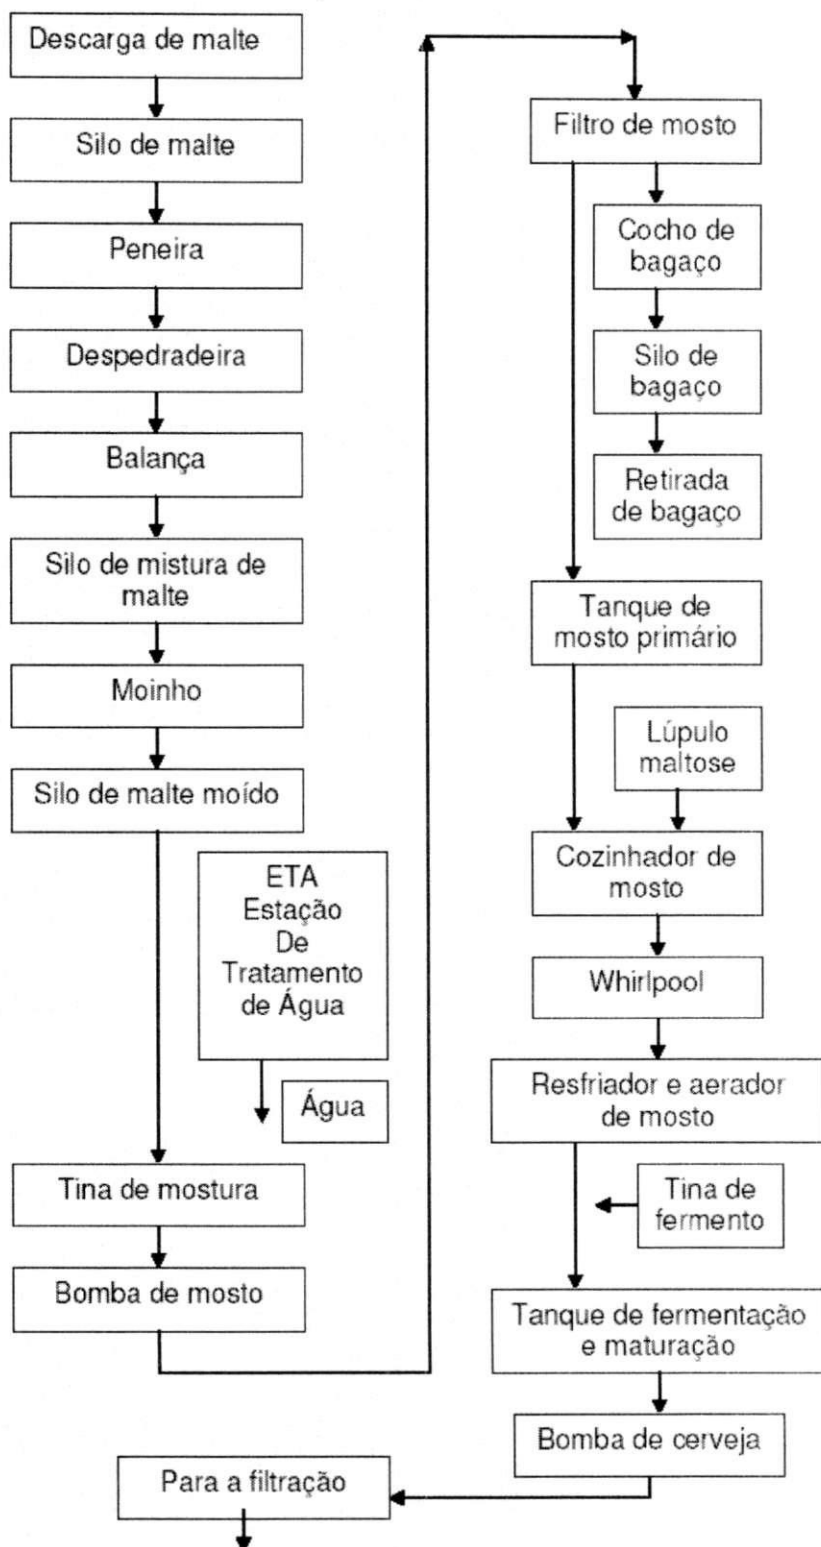 Descarga de malte
Silo de malte
Peneira
Despedradeira
Balança
Silo de mistura de
malte
Moinho
Silo de malte moído
ETA
Estação
De
Tratamento
de Água
Água
Tina de mostura
Bomba de mosto
Filtro de mosto
Cocho de
bagaço
Silo de
bagaço
Retirada
de bagaço
Tanque de
mosto primário
Lúpulo
maltose
Cozinhador de
mosto
Whirlpool
Resfriador e aerador
de mosto
Tina de
fermento
Tanque de fermentação
e maturação
Bomba de cerveja
Para a filtração